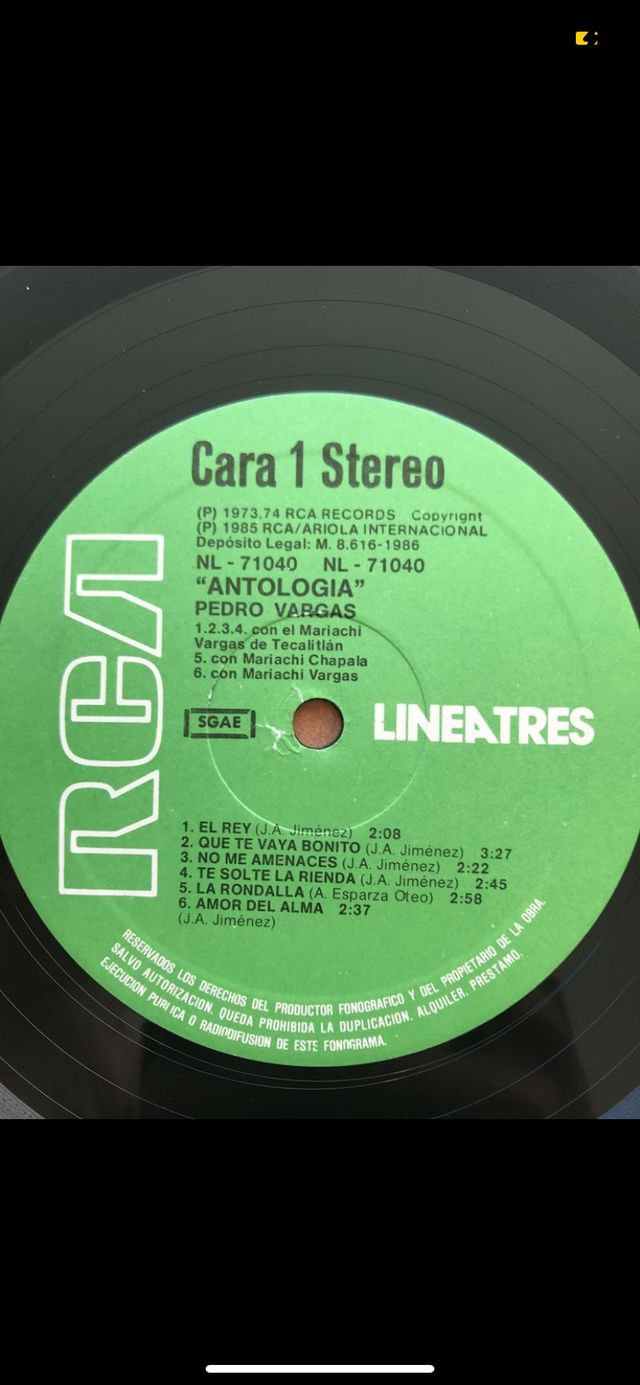 Cara 1 Stereo
(P) 1973.74 RCA RECORDS Copyright
(P) 1985 RCA/ARIOLA INTERNACIONAL
Depósito Legal: M. 8.616-1986
NL - 71040 NL - 71040
"ANTOLOGIA"
PEDRO VARGAS
1.2.3.4. con el Mariachi
Vargas de Tecalitlán
5. con Mariachi Chapala
6. con Mariachi Vargas
RCA
SGAE
LINEATRES
1. EL REY (J.A. Jiménez) 2:08
2. QUE TE VAYA BONITO (J.A. Jiménez) 3:27
3. NO ME AMENACES (J.A. Jiménez) 2:22
4. TE SOLTE LA RIENDA (J.A. Jiménez) 2:45
5. LA RONDALLA (A. Esparza Oteo) 2:58
6. AMOR DEL ALMA 2:37
(J.A. Jiménez)
RESERVADOS LOS DERECHOS DEL PRODUCTOR FONOGRAFICO Y DEL PROPIETARIO DE LA OBRA.
SALVO AUTORIZACION. QUEDA PROHIBIDA LA DUPLICACION. ALQUILER. PRESTAMO.
EJECUCION PUBLICA O RADIODIFUSION DE ESTE FONOGRAMA.